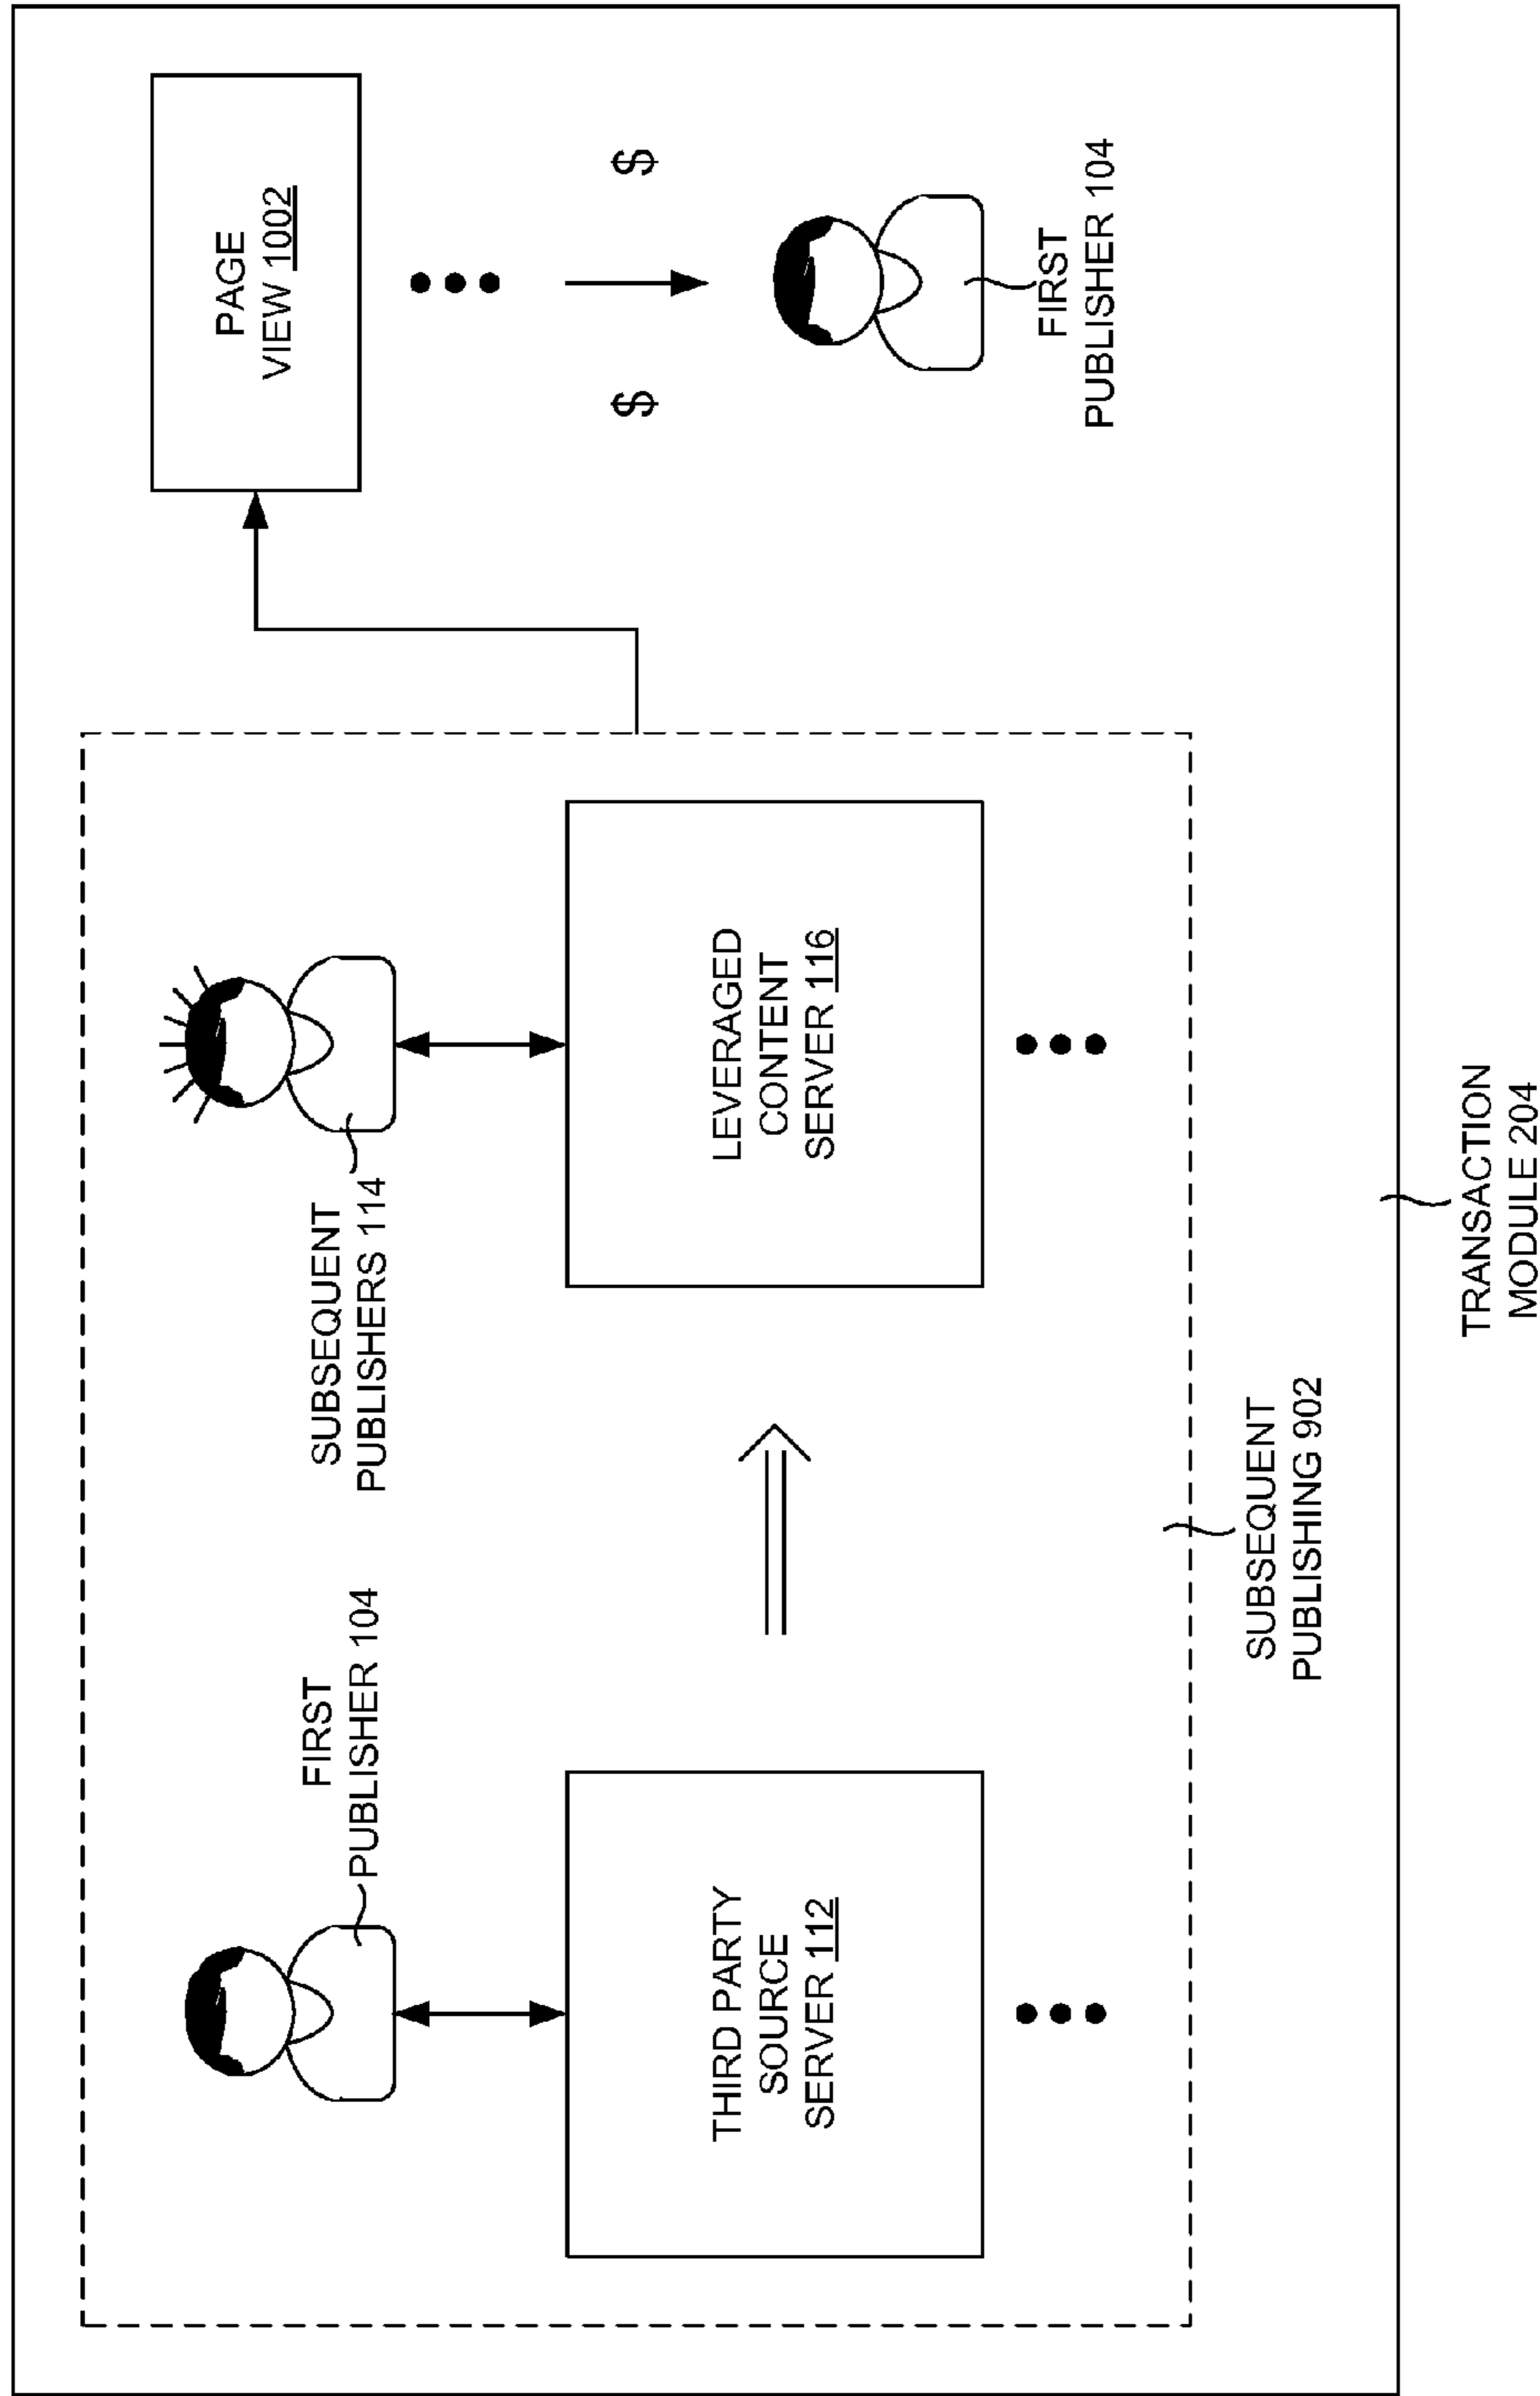 FIRST
PUBLISHER 104
SUBSEQUENT
PUBLISHERS 114
PAGE
VIEW 1002
THIRD PARTY
SOURCE
SERVER 112
LEVERAGED
CONTENT
SERVER 116
$ $
FIRST
PUBLISHER 104
SUBSEQUENT
PUBLISHING 902
TRANSACTION
MODULE 204